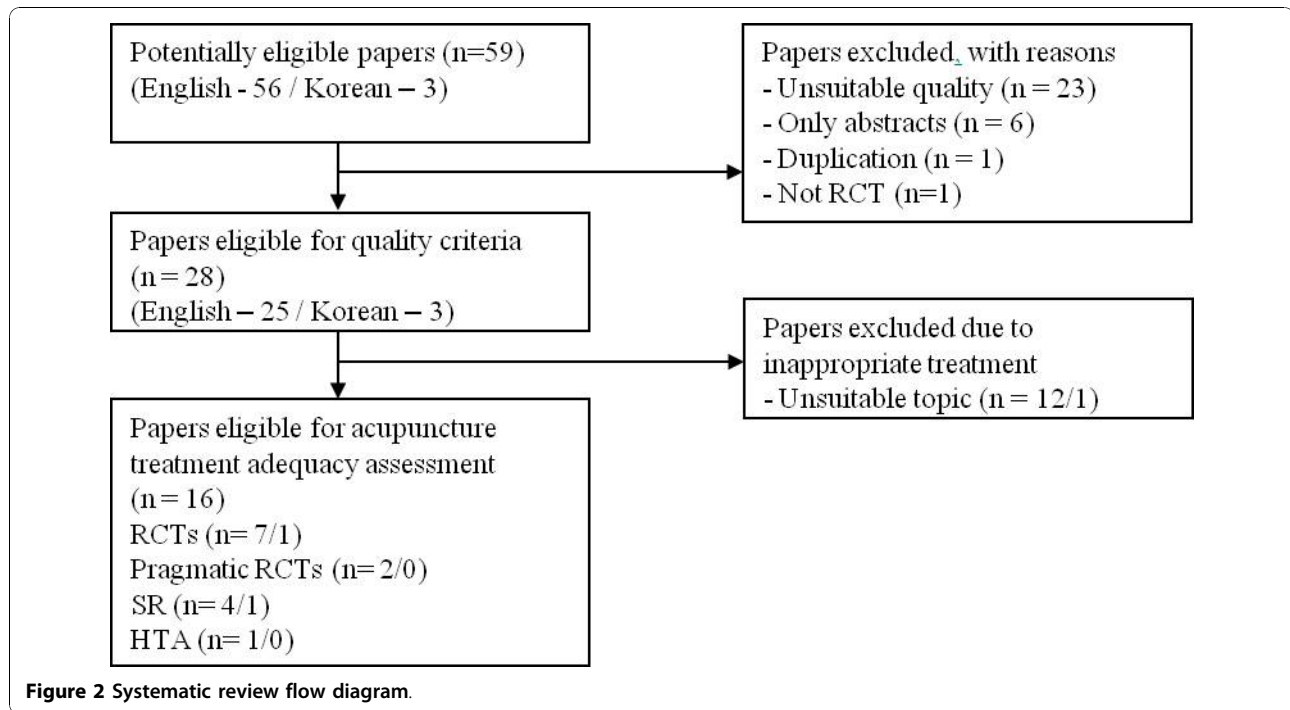 Potentially eligible papers (n=59)
(English - 56 / Korean – 3)
Papers excluded, with reasons
- Unsuitable quality (n = 23)
- Only abstracts (n = 6)
- Duplication (n = 1)
- Not RCT (n=1)
Papers eligible for quality criteria
(n = 28)
(English – 25 / Korean – 3)
Papers excluded due to
inappropriate treatment
- Unsuitable topic (n = 12/1)
Papers eligible for acupuncture
treatment adequacy assessment
(n = 16)
RCTs (n= 7/1)
Pragmatic RCTs (n= 2/0)
SR (n= 4/1)
HTA (n= 1/0)
Figure 2 Systematic review flow diagram.